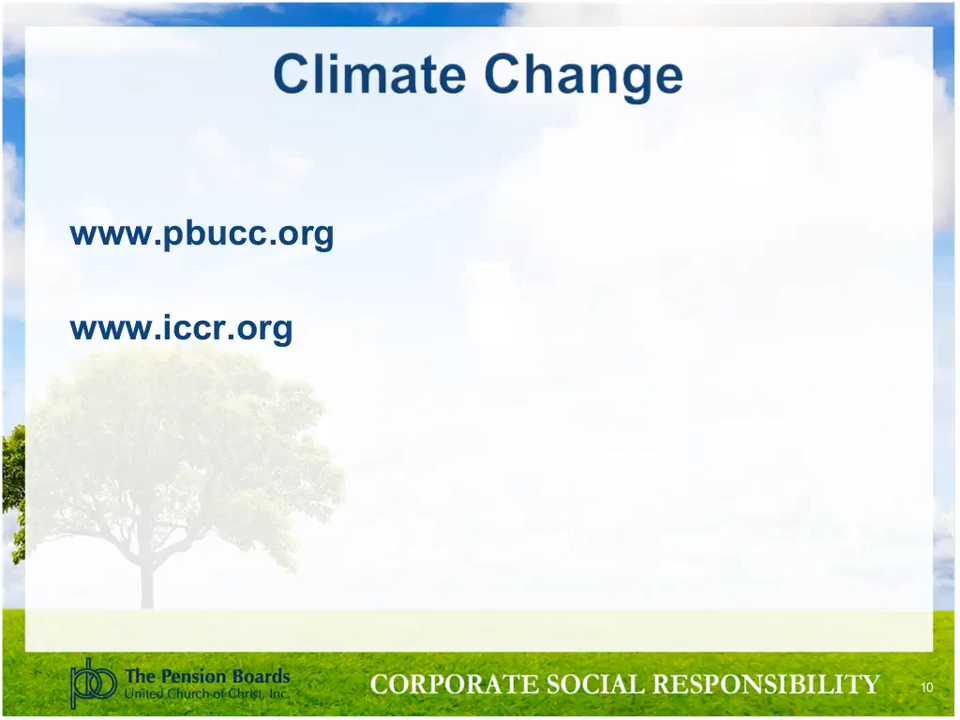 Climate Change
www.pbucc.org
www.iccr.org
The Pension Boards
United Church of Christ, Inc.
CORPORATE SOCIAL RESPONSIBILITY
10